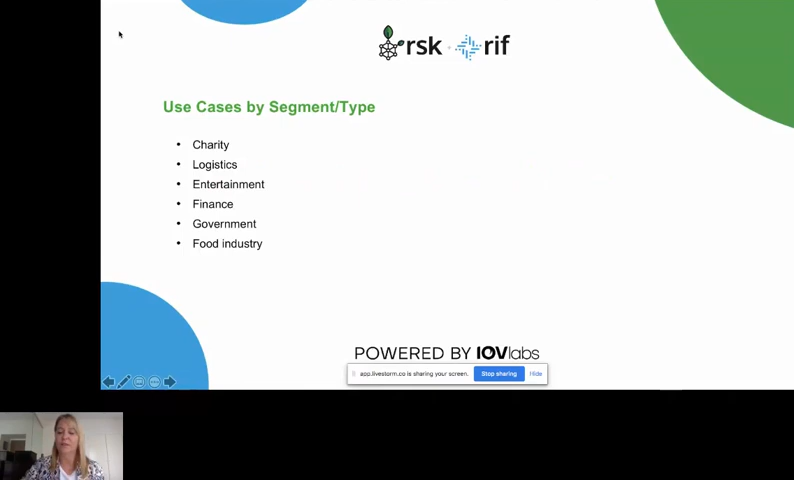 rsk rif
Use Cases by Segment/Type
• Charity
• Logistics
• Entertainment
• Finance
• Government
• Food industry
POWERED BY IOVlabs
app.livestorm.co is sharing your screen. Stop sharing Hide